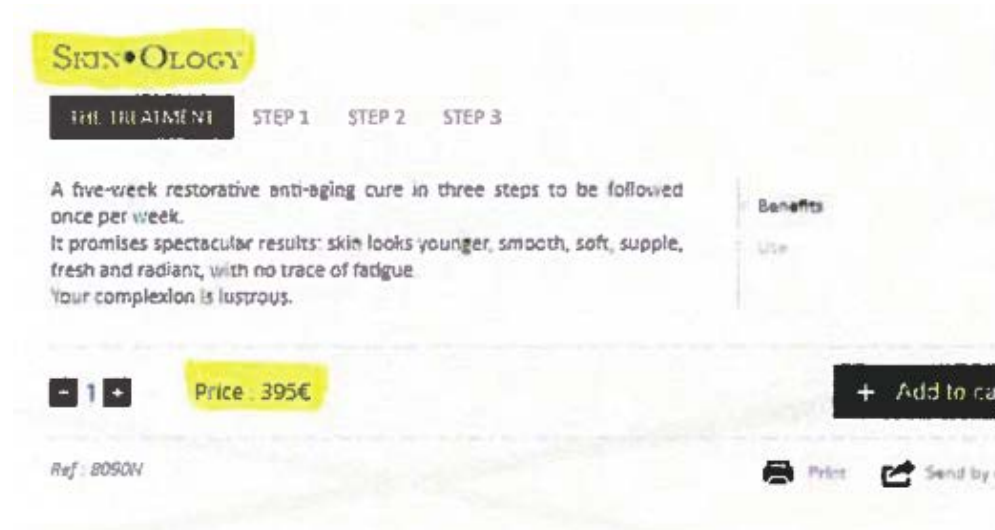 SKIN•OLOGY
THE TREATMENT STEP 1 STEP 2 STEP 3
A five-week restorative anti-aging cure in three steps to be followed
once per week.
It promises spectacular results: skin looks younger, smooth, soft, supple,
fresh and radiant, with no trace of fatigue
Your complexion is lustrous.
Benefits
Use
- 1 + Price : 395€
+ Add to ca
Ref : 8090N
Print Send by